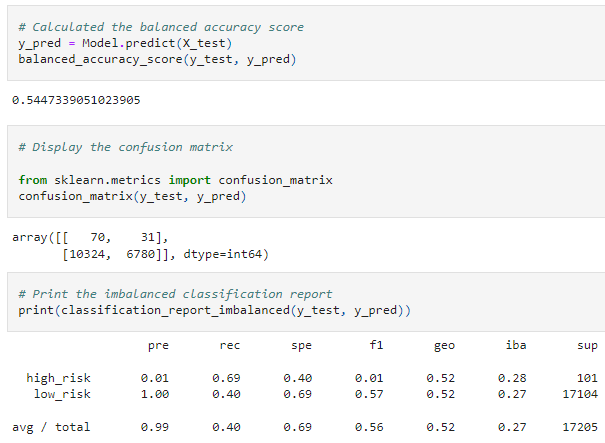 # Calculated the balanced accuracy score
y_pred = Model.predict(X_test)
balanced_accuracy_score(y_test, y_pred)
0.5447339051023905
# Display the confusion matrix
from sklearn.metrics import confusion_matrix
confusion_matrix(y_test, y_pred)
array([[   70,    31],
       [10324,  6780]], dtype=int64)
# Print the imbalanced classification report
print(classification_report_imbalanced(y_test, y_pred))
pre rec spe f1 geo iba sup
high_risk 0.01 0.69 0.40 0.01 0.52 0.28 101
low_risk 1.00 0.40 0.69 0.57 0.52 0.27 17104
avg / total 0.99 0.40 0.69 0.56 0.52 0.27 17205